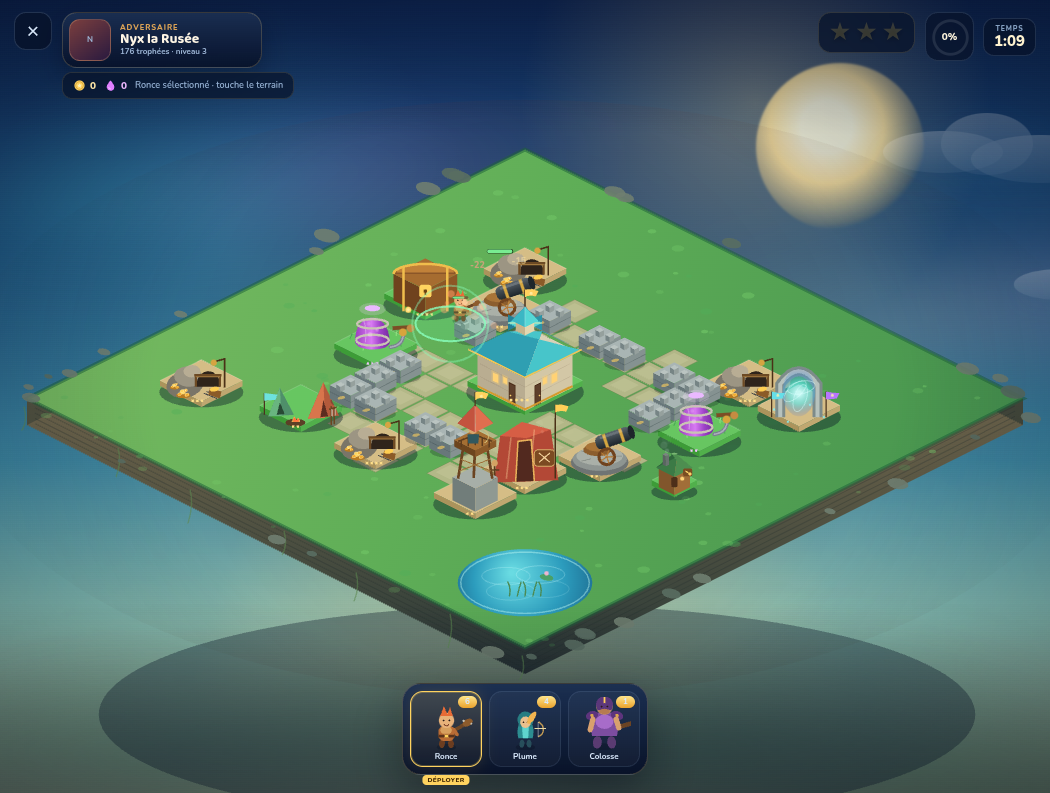 ✕
N
ADVERSAIRE
Nyx la Rusée
176 trophées · niveau 3
0 0 Ronce sélectionné · touche le terrain
0%
TEMPS
1:09
-22
Ronce
Plume
Colosse
DÉPLOYER